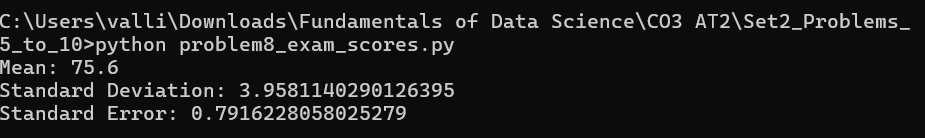 C:\Users\valli\Downloads\Fundamentals of Data Science\CO3 AT2\Set2_Problems_
5_to_10>python problem8_exam_scores.py
Mean: 75.6
Standard Deviation: 3.9581140290126395
Standard Error: 0.7916228058025279